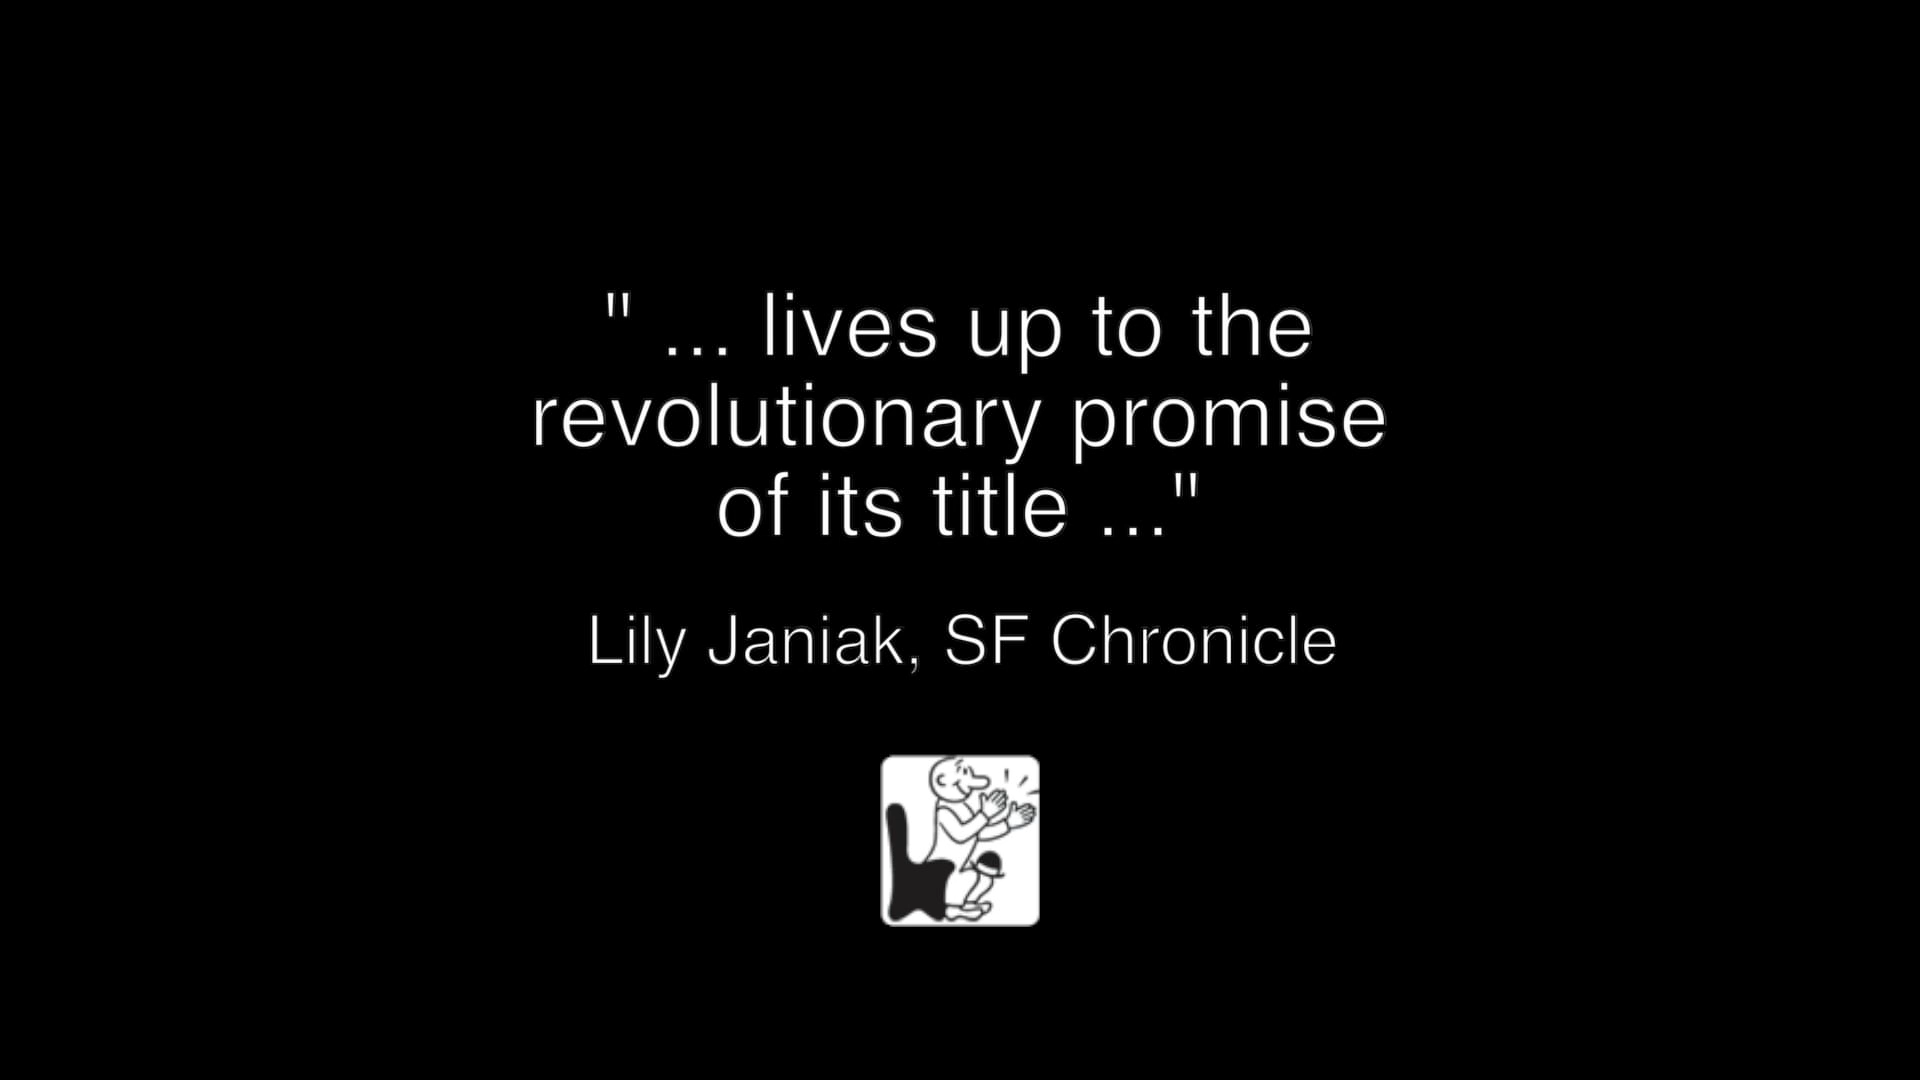 " ... lives up to the
revolutionary promise
of its title ..."
Lily Janiak, SF Chronicle